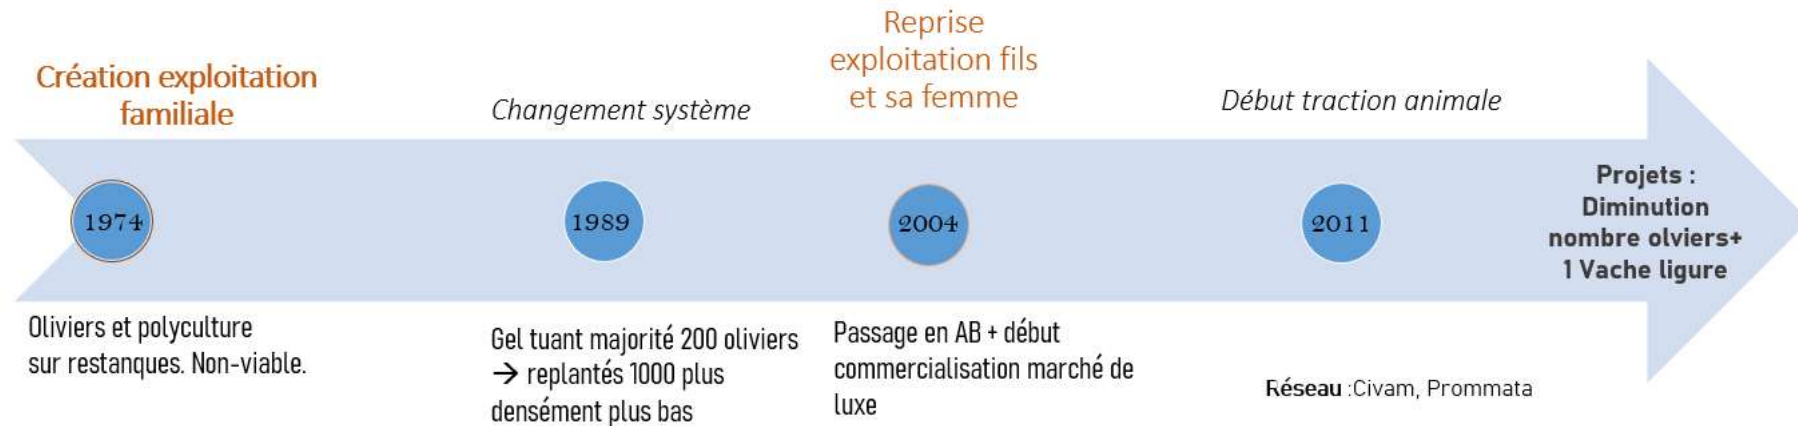 Création exploitation
familiale
1974
Oliviers et polyculture
sur restanques. Non-viable.
Changement système
1989
Gel tuant majorité 200 oliviers
→ replantés 1000 plus
densément plus bas
Reprise
exploitation fils
et sa femme
2004
Passage en AB + début
commercialisation marché de
luxe
Début traction animale
2011
Réseau :Civam, Prommata
Projets :
Diminution
nombre olviers+
1 Vache ligure